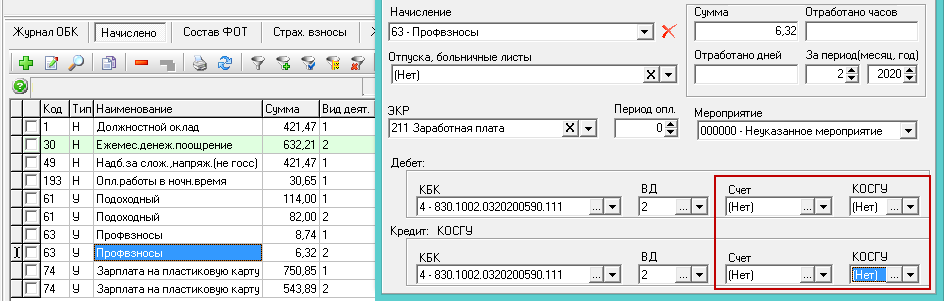 Журнал ОБК
Начислено
Состав ФОТ
Страх. взносы
Код Тип Наименование Сумма Вид деят.
1 Н Должностной оклад 421,47 1
30 Н Ежемес.денеж.поощрение 632,21 2
49 Н Надб.за слож.,напряж.(не госс) 421,47 1
193 Н Опл.работы в ночн.время 30,65 1
61 У Подоходный 114,00 1
61 У Подоходный 82,00 2
63 У Профвзносы 8,74 1
63 У Профвзносы 6,32 2
74 У Зарплата на пластиковую карту 750,85 1
74 У Зарплата на пластиковую карту 543,89 2
Начисление
63 - Профвзносы
Сумма
6,32
Отработано часов
Отпуска, больничные листы
(Нет)
Отработано дней
За период(месяц, год)
2
2020
ЭКР
211 Заработная плата
Период опл.
0
Мероприятие
000000 - Неуказанное мероприятие
Дебет:
КБК ВД Счет КОСГУ
4 - 830.1002.0320200590.111 ... 2 ... (Нет) ... (Нет) ...
Кредит: КОСГУ
КБК ВД Счет КОСГУ
4 - 830.1002.0320200590.111 ... 2 ... (Нет) ... (Нет) ...